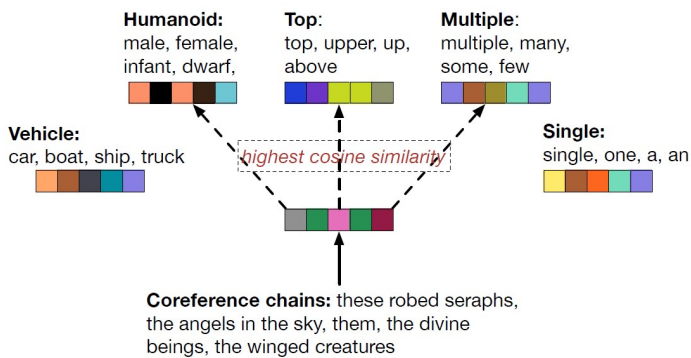 Humanoid:
male, female,
infant, dwarf,
Top:
top, upper, up,
above
Multiple:
multiple, many,
some, few
Vehicle:
car, boat, ship, truck
highest cosine similarity
Single:
single, one, a, an
Coreference chains: these robed seraphs,
the angels in the sky, them, the divine
beings, the winged creatures